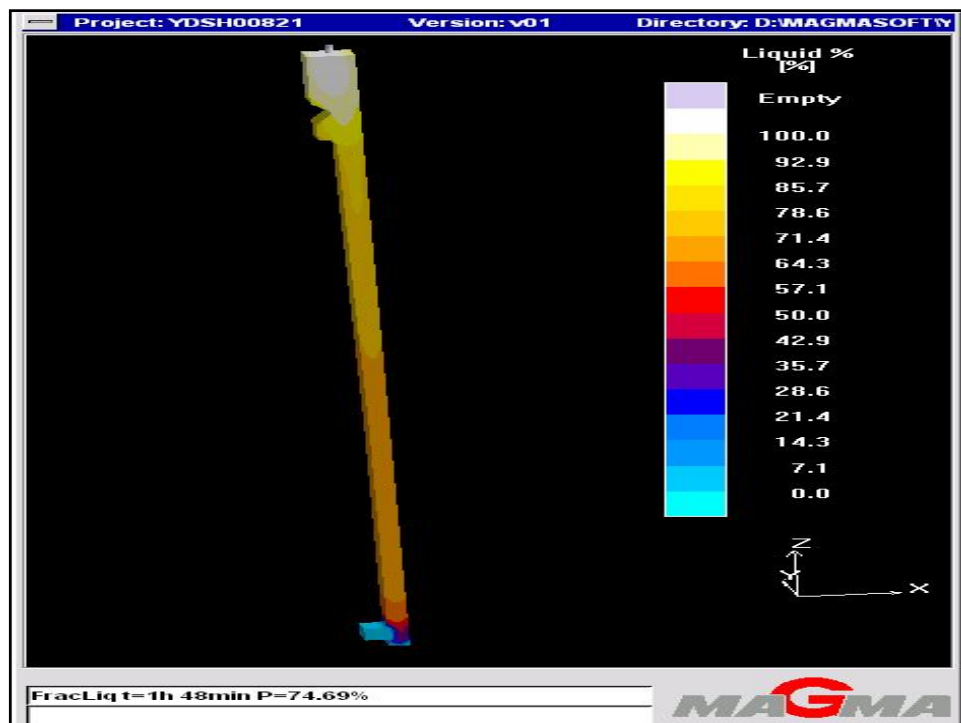 Project: YDSH00821 Version: v01 Directory: D:\MAGMASOFT\Y
Liquid %
[%]
Empty
100.0
92.9
85.7
78.6
71.4
64.3
57.1
50.0
42.9
35.7
28.6
21.4
14.3
7.1
0.0
Z
Y
X
FracLiq t=1h 48min P=74.69%
MAGMA